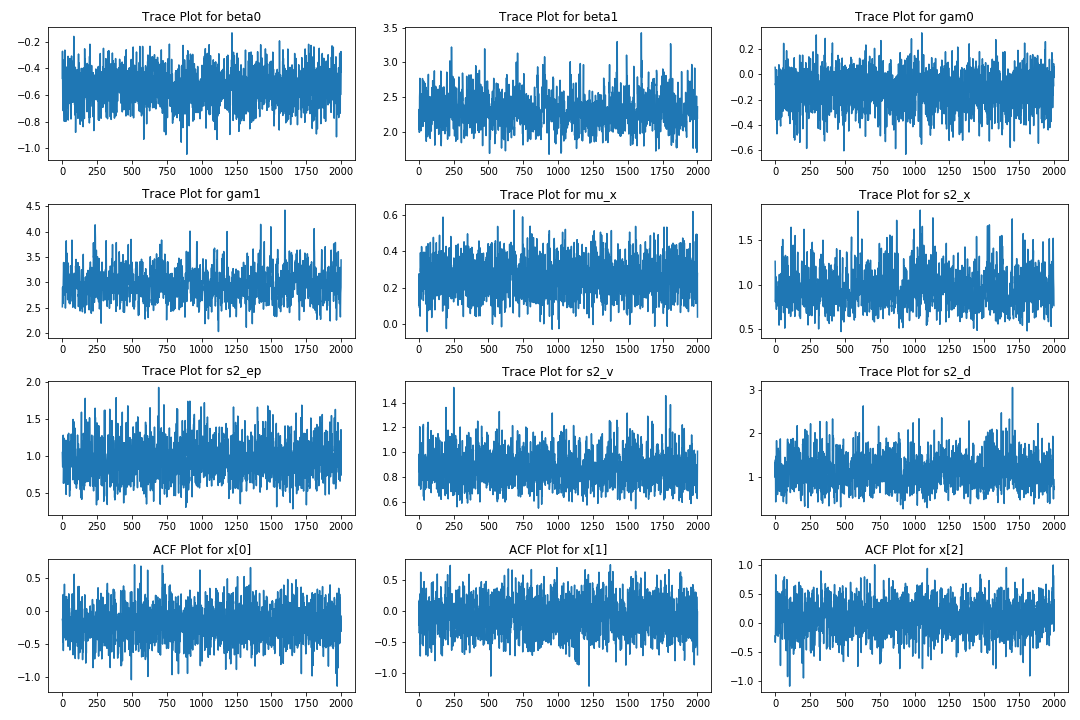 Trace Plot for beta0
−0.2
−0.4
−0.6
−0.8
−1.0
0 250 500 750 1000 1250 1500 1750 2000
Trace Plot for beta1
3.5
3.0
2.5
2.0
0 250 500 750 1000 1250 1500 1750 2000
Trace Plot for gam0
0.2
0.0
−0.2
−0.4
−0.6
0 250 500 750 1000 1250 1500 1750 2000
Trace Plot for gam1
4.5
4.0
3.5
3.0
2.5
2.0
0 250 500 750 1000 1250 1500 1750 2000
Trace Plot for mu_x
0.6
0.4
0.2
0.0
0 250 500 750 1000 1250 1500 1750 2000
Trace Plot for s2_x
1.5
1.0
0.5
0 250 500 750 1000 1250 1500 1750 2000
Trace Plot for s2_ep
2.0
1.5
1.0
0.5
0 250 500 750 1000 1250 1500 1750 2000
Trace Plot for s2_v
1.4
1.2
1.0
0.8
0.6
0 250 500 750 1000 1250 1500 1750 2000
Trace Plot for s2_d
3
2
1
0 250 500 750 1000 1250 1500 1750 2000
ACF Plot for x[0]
0.5
0.0
−0.5
−1.0
0 250 500 750 1000 1250 1500 1750 2000
ACF Plot for x[1]
0.5
0.0
−0.5
−1.0
0 250 500 750 1000 1250 1500 1750 2000
ACF Plot for x[2]
1.0
0.5
0.0
−0.5
−1.0
0 250 500 750 1000 1250 1500 1750 2000